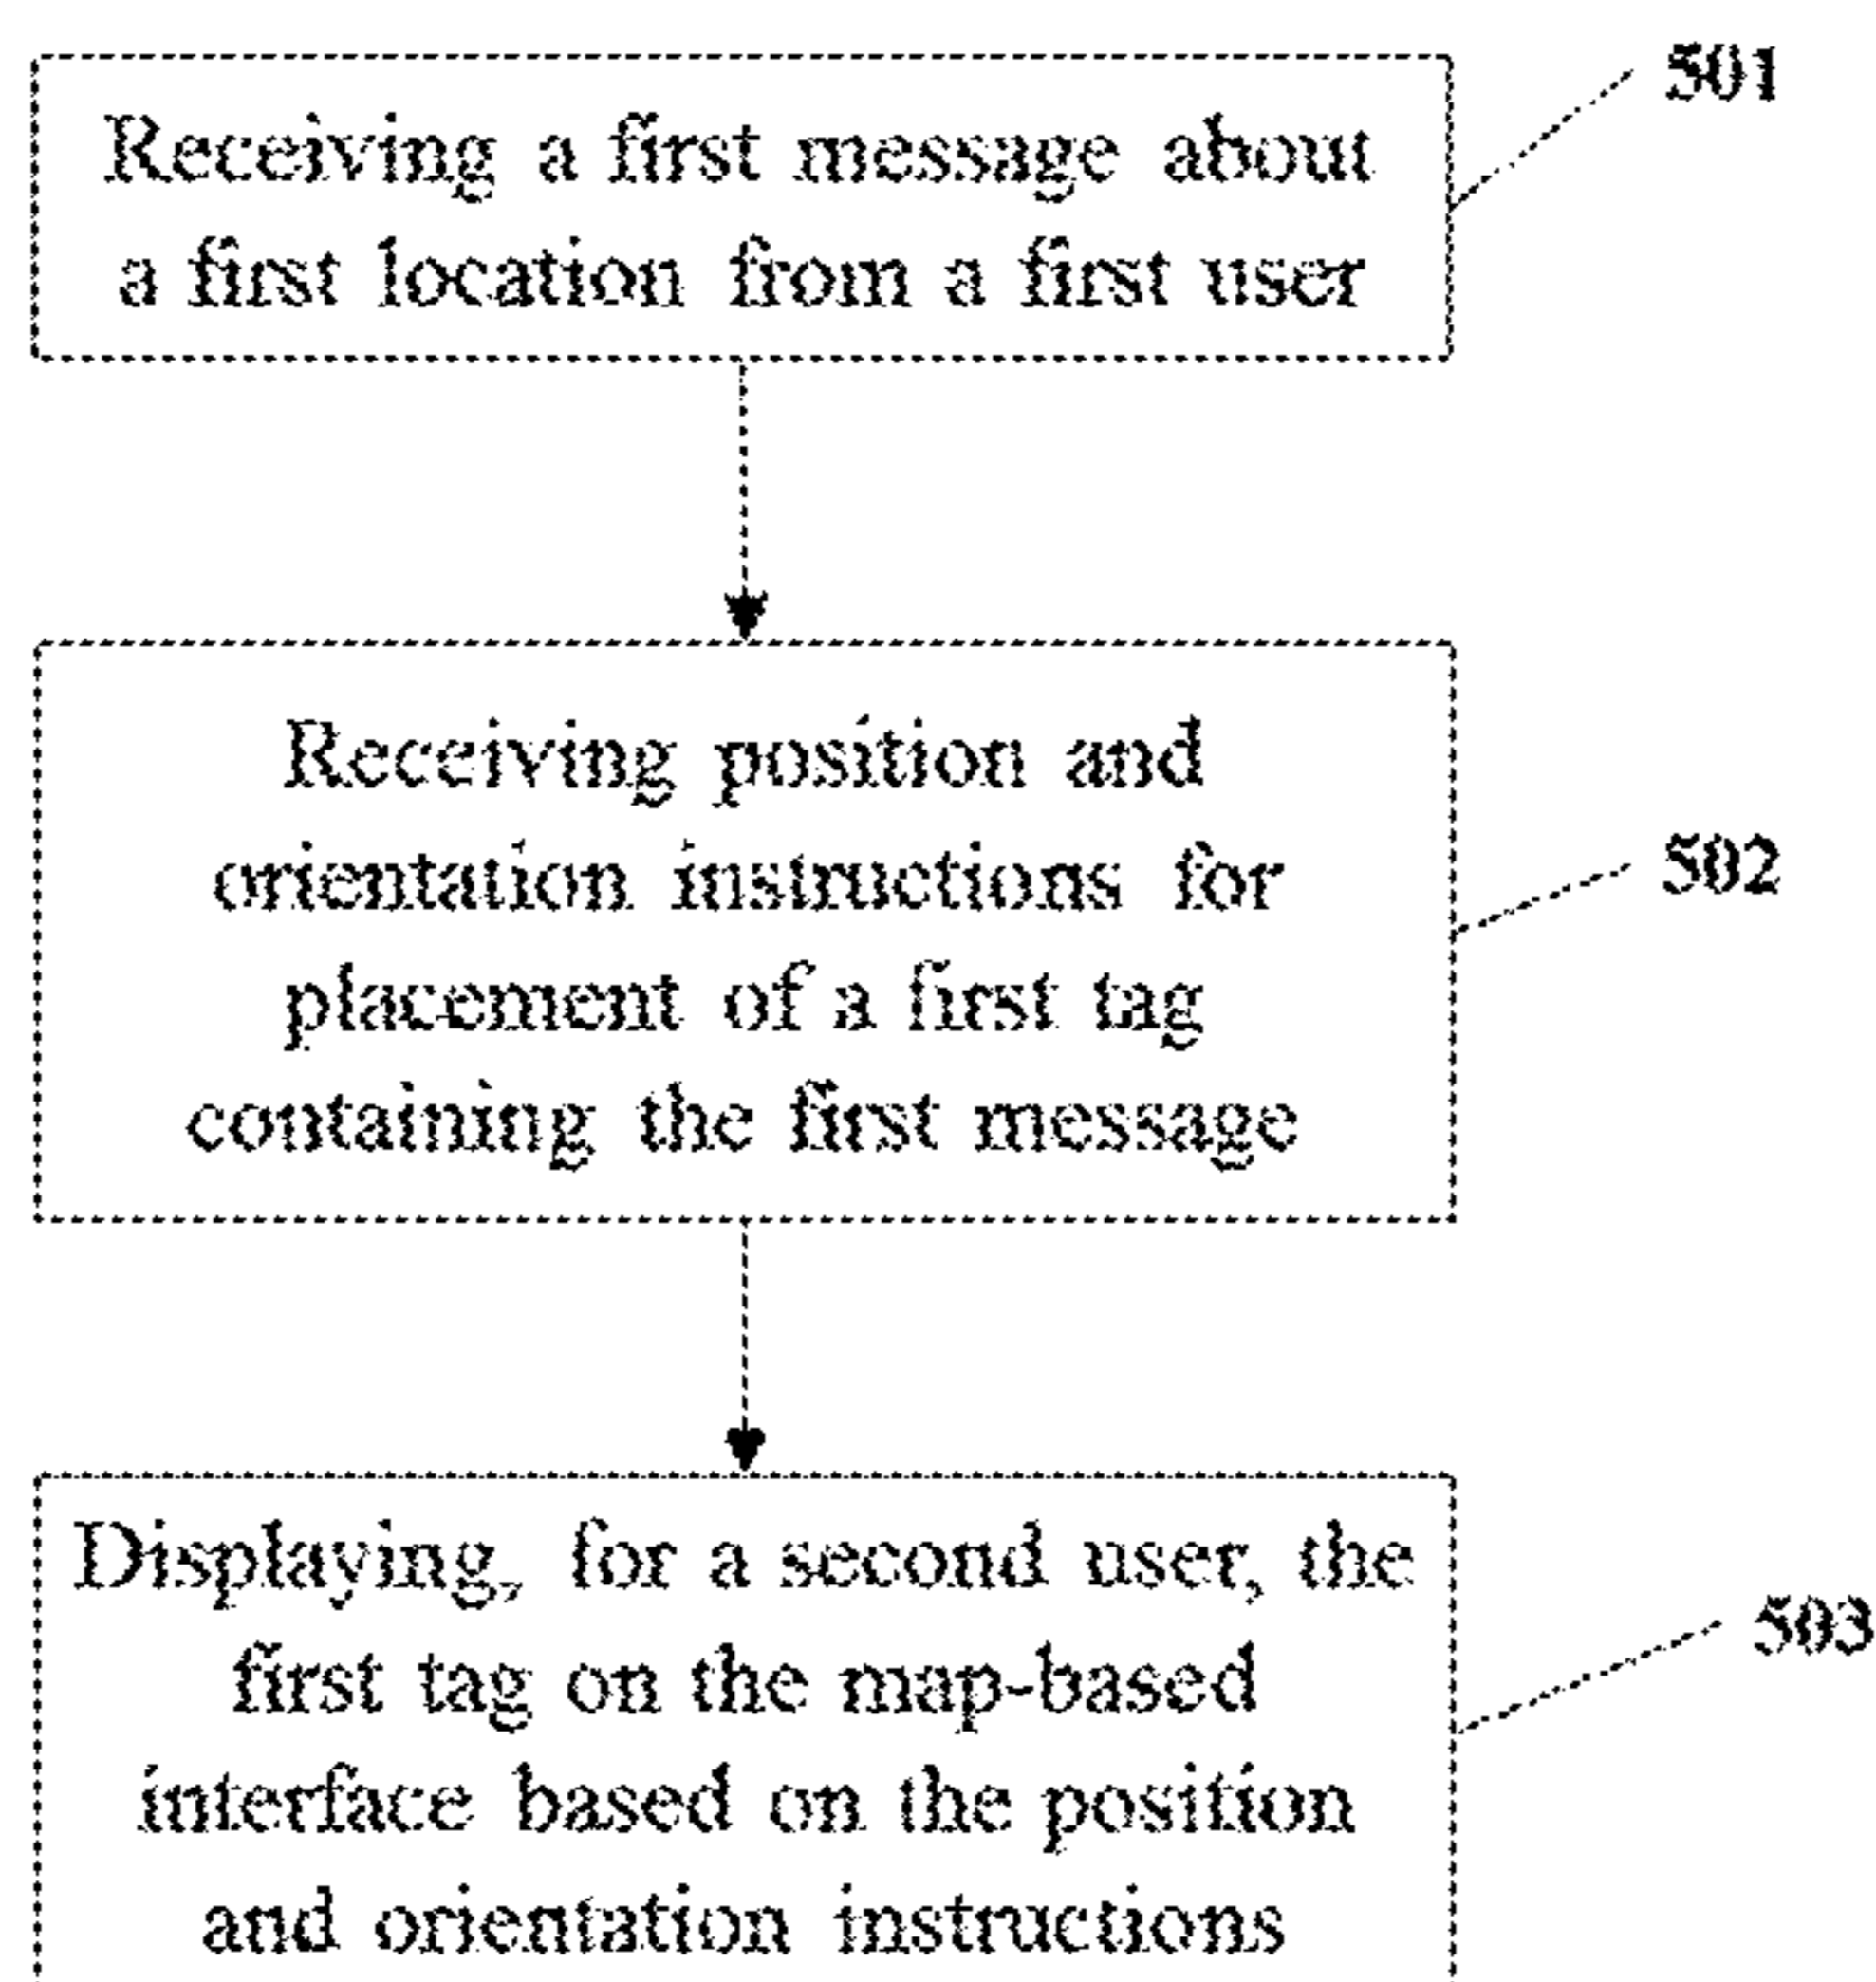 501
Receiving a first message about
a first location from a first user
Receiving position and
orientation instructions for
placement of a first tag
containing the first message
502
Displaying, for a second user, the
first tag on the map-based
interface based on the position
and orientation instructions
503